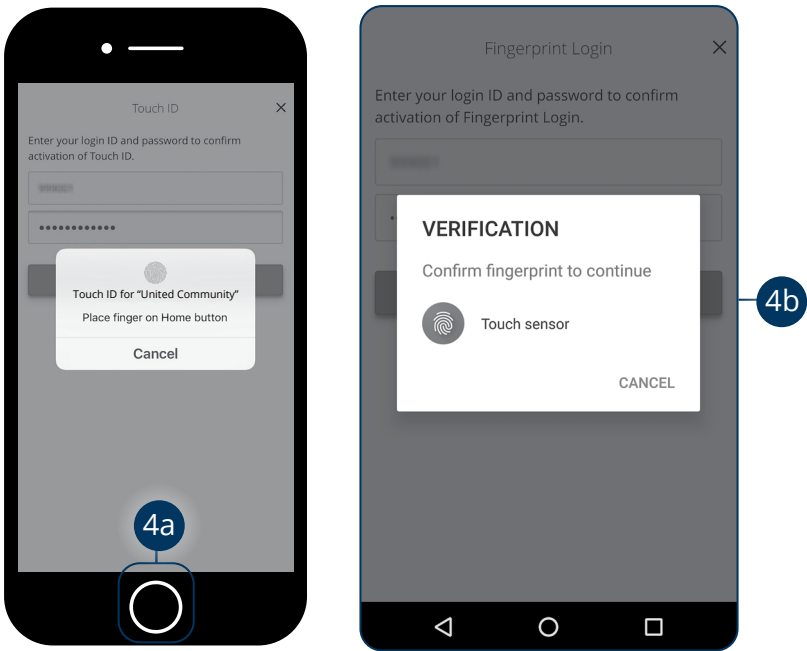 Touch ID
Enter your login ID and password to confirm
activation of Touch ID.
••••••••••••
Touch ID for “United Community”
Place finger on Home button
Cancel
4a
Fingerprint Login
Enter your login ID and password to confirm
activation of Fingerprint Login.
VERIFICATION
Confirm fingerprint to continue
Touch sensor
CANCEL
4b